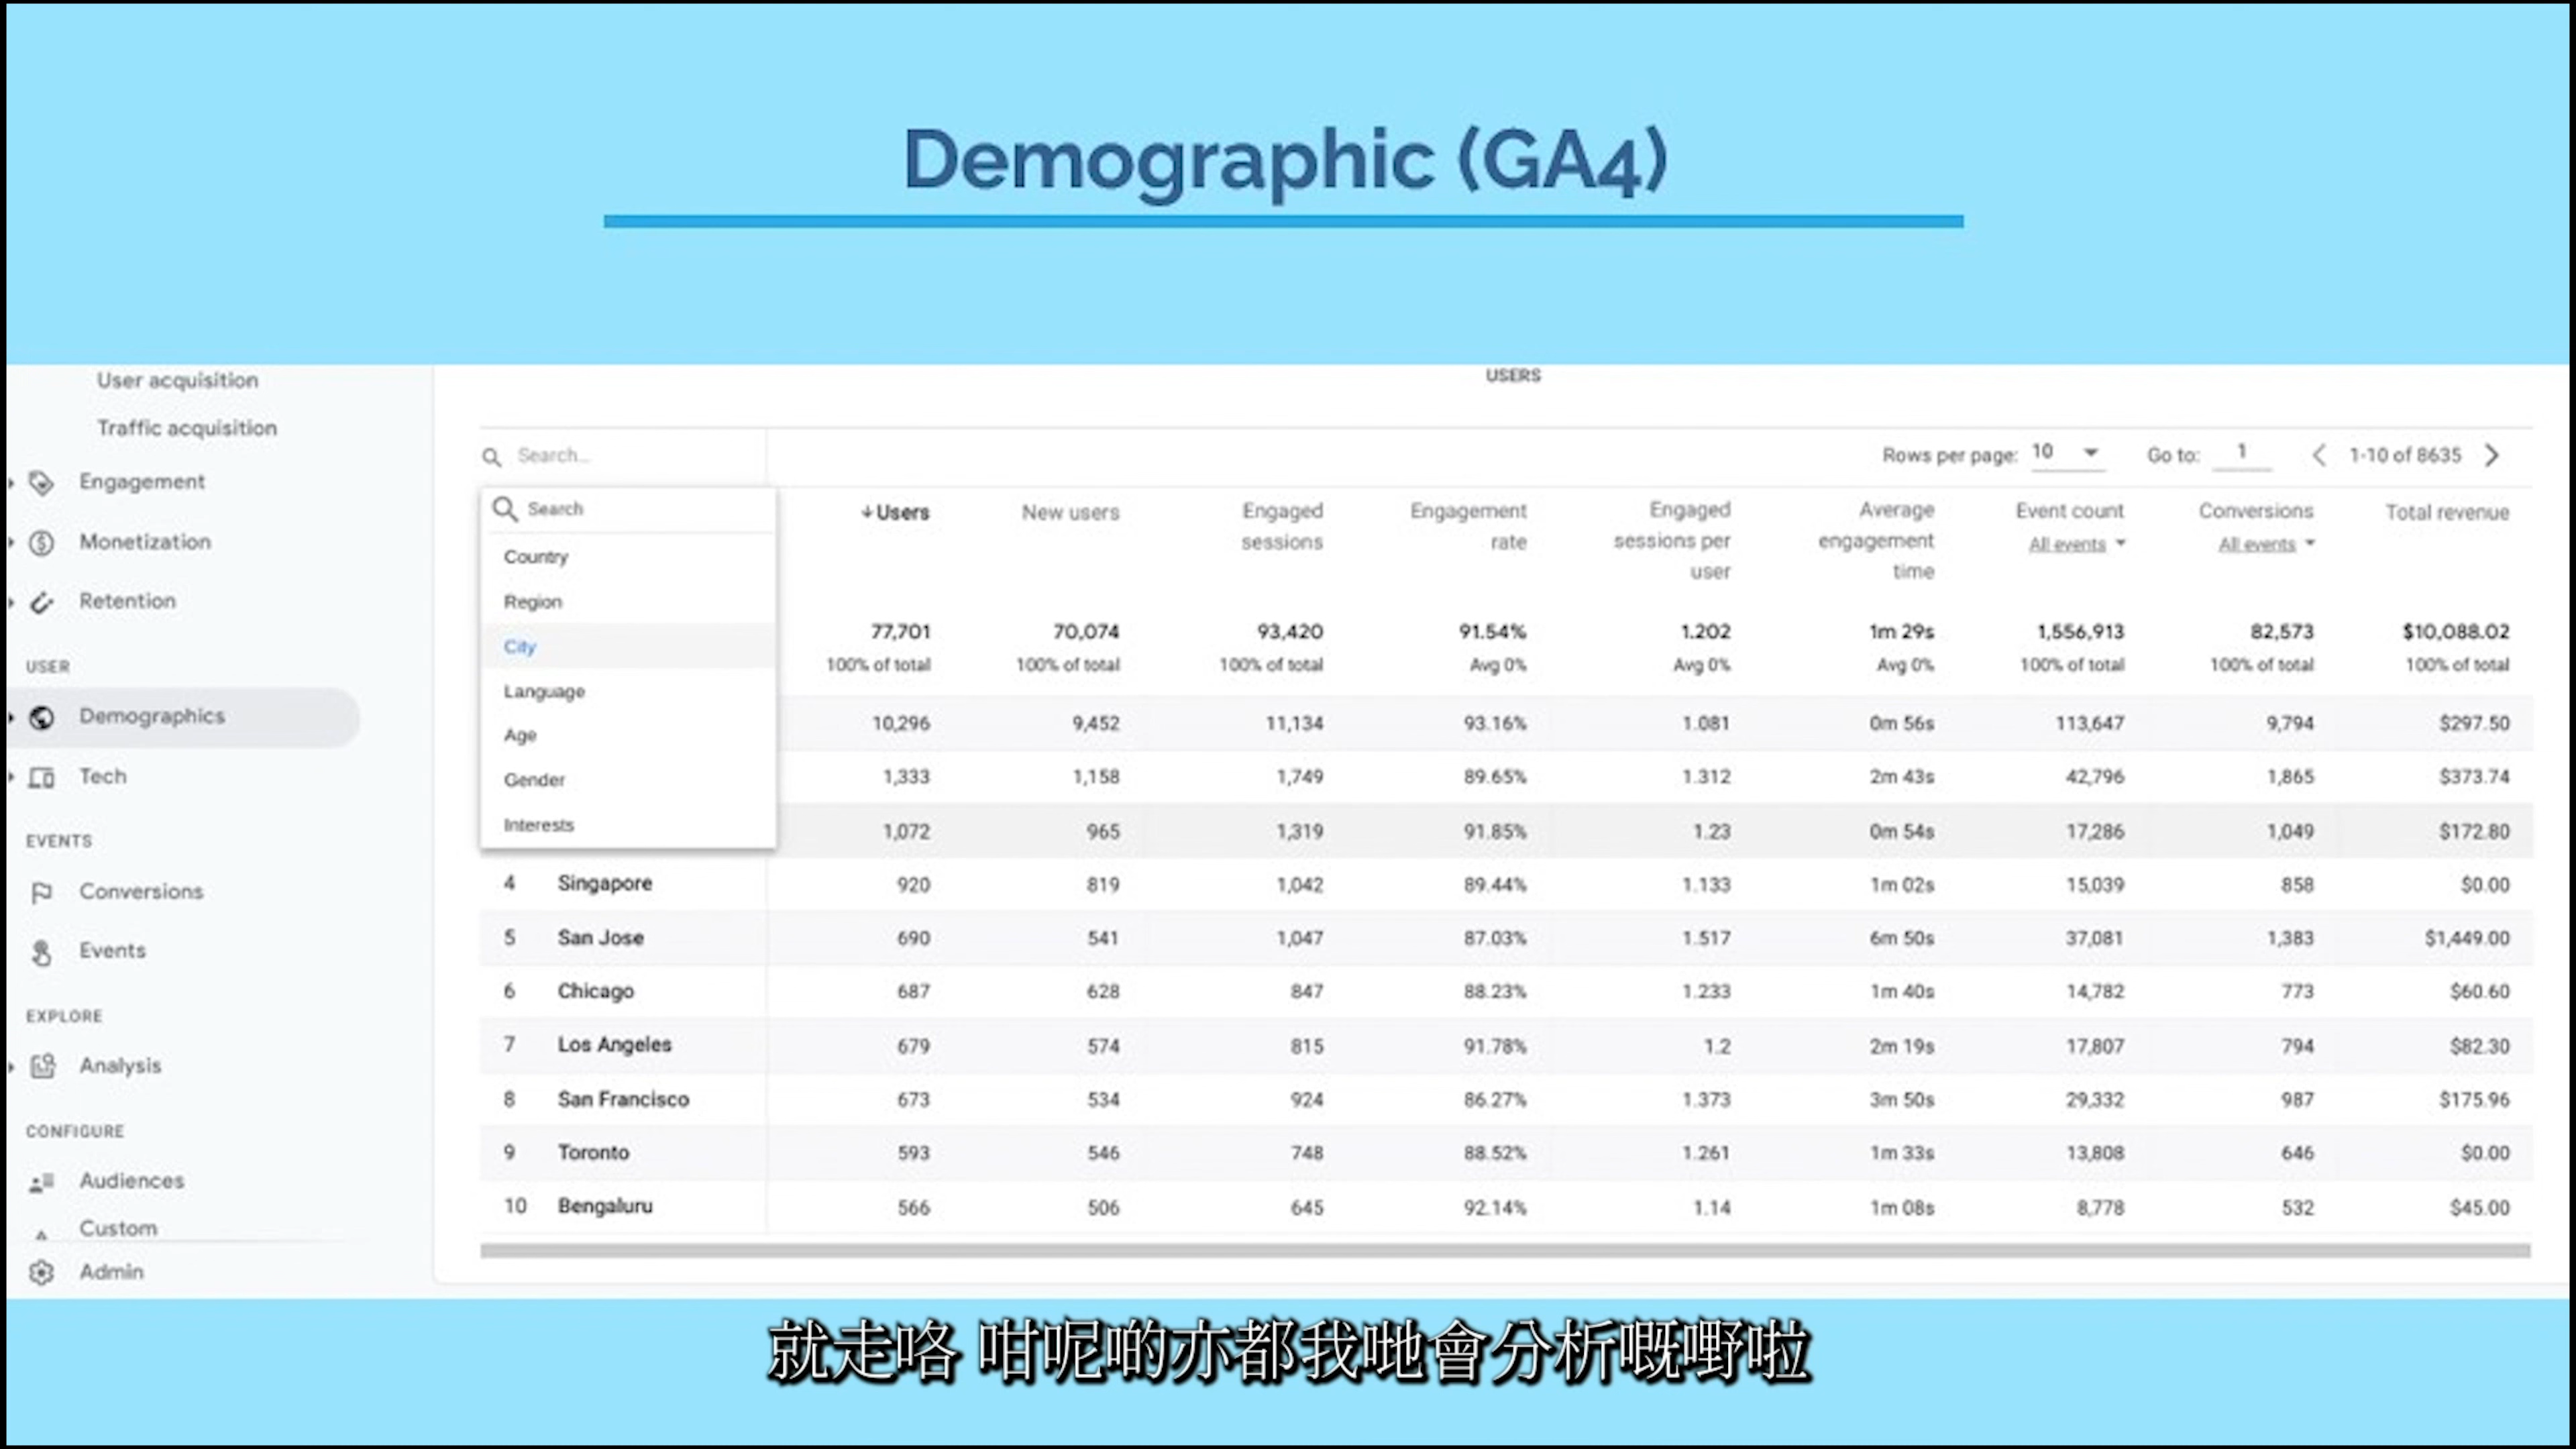 Demographic (GA4)
User acquisition
Traffic acquisition
Engagement
Monetization
Retention
USER
Demographics
Tech
EVENTS
Conversions
Events
EXPLORE
Analysis
CONFIGURE
Audiences
Custom
Admin
USERS
Search...
Rows per page: 10 Go to: 1 1-10 of 8635
Search
Country
Region
City
Language
Age
Gender
Interests
↓Users New users Engaged sessions Engagement rate Engaged sessions per user Average engagement time Event count All events Conversions All events Total revenue
77,701 70,074 93,420 91.54% 1.202 1m 29s 1,556,913 82,573 $10,088.02
100% of total 100% of total 100% of total Avg 0% Avg 0% Avg 0% 100% of total 100% of total 100% of total
10,296 9,452 11,134 93.16% 1.081 0m 56s 113,647 9,794 $297.50
1,333 1,158 1,749 89.65% 1.312 2m 43s 42,796 1,865 $373.74
1,072 965 1,319 91.85% 1.23 0m 54s 17,286 1,049 $172.80
4 Singapore 920 819 1,042 89.44% 1.133 1m 02s 15,039 858 $0.00
5 San Jose 690 541 1,047 87.03% 1.517 6m 50s 37,081 1,383 $1,449.00
6 Chicago 687 628 847 88.23% 1.233 1m 40s 14,782 773 $60.60
7 Los Angeles 679 574 815 91.78% 1.2 2m 19s 17,807 794 $82.30
8 San Francisco 673 534 924 86.27% 1.373 3m 50s 29,332 987 $175.96
9 Toronto 593 546 748 88.52% 1.261 1m 33s 13,808 646 $0.00
10 Bengaluru 566 506 645 92.14% 1.14 1m 08s 8,778 532 $45.00
就走咯 咁呢啲亦都我哋會分析嘅嘢啦